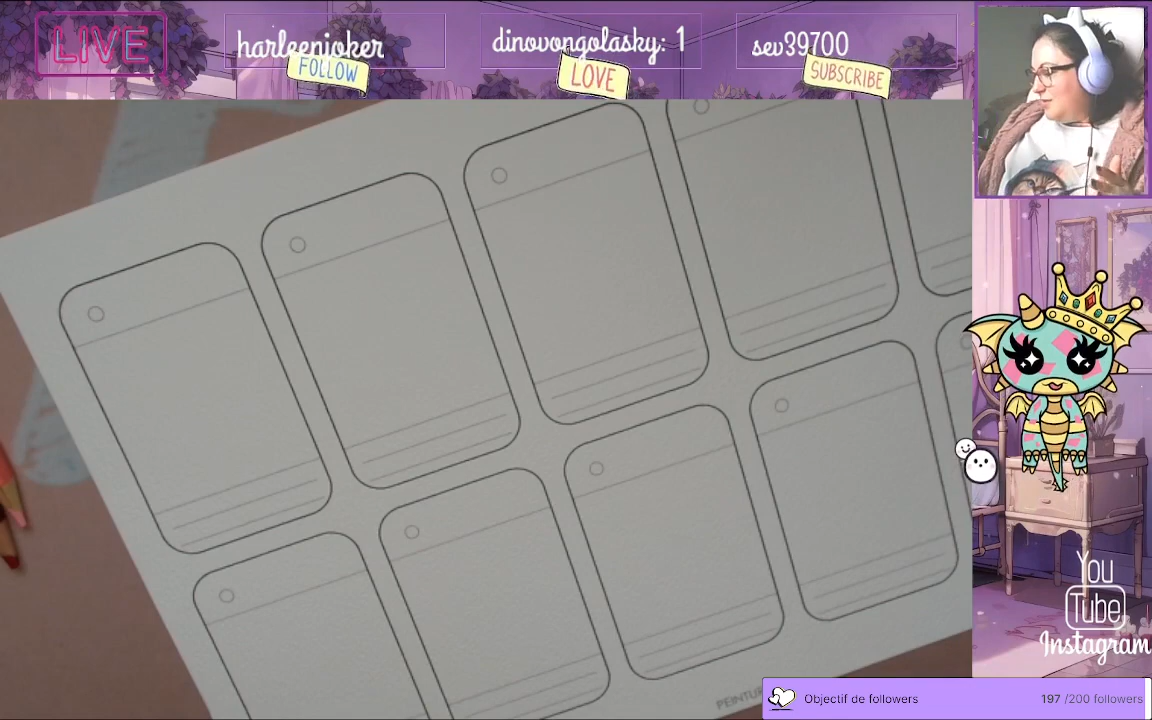 LIVE
harleenjoker
FOLLOW
dinovongolasky: 1
LOVE
sev39700
SUBSCRIBE
You
Tube
Instagram
Objectif de followers
197 /200 followers